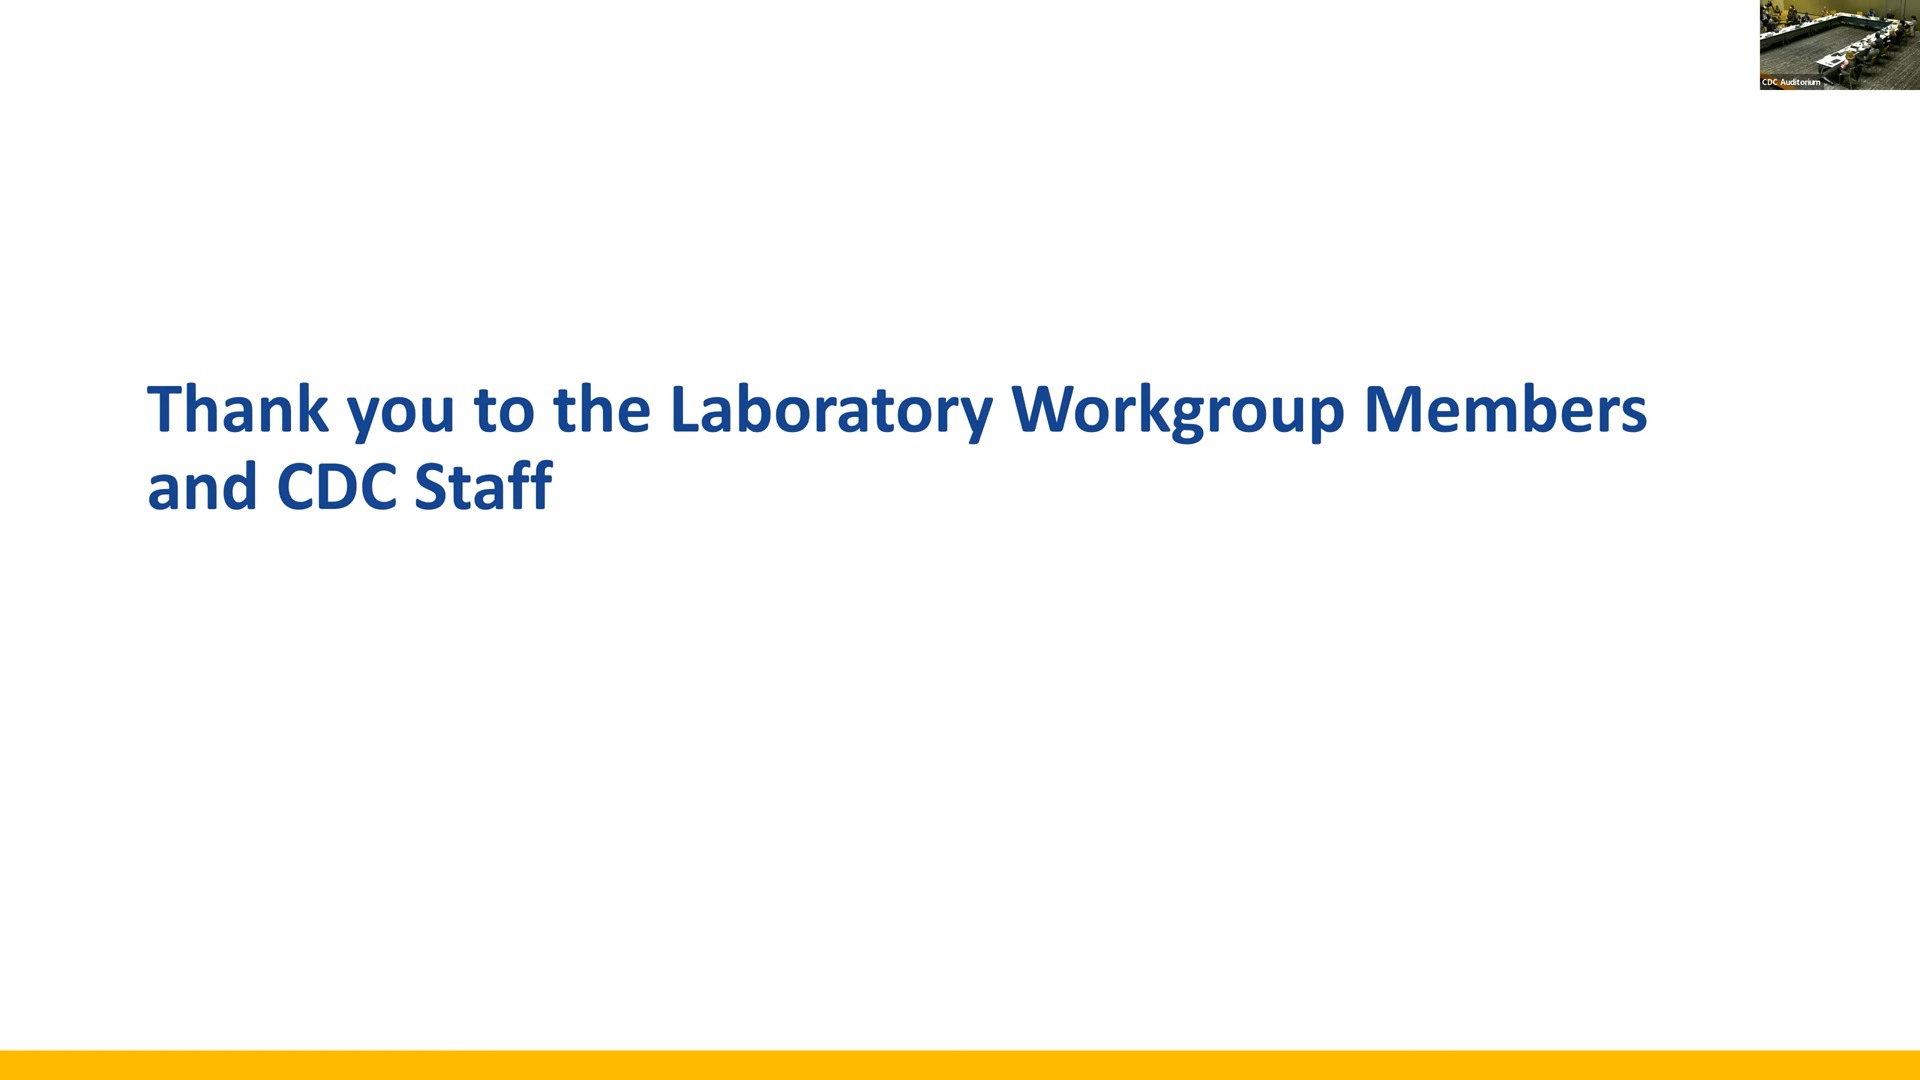 CDC Auditorium
Thank you to the Laboratory Workgroup Members
and CDC Staff